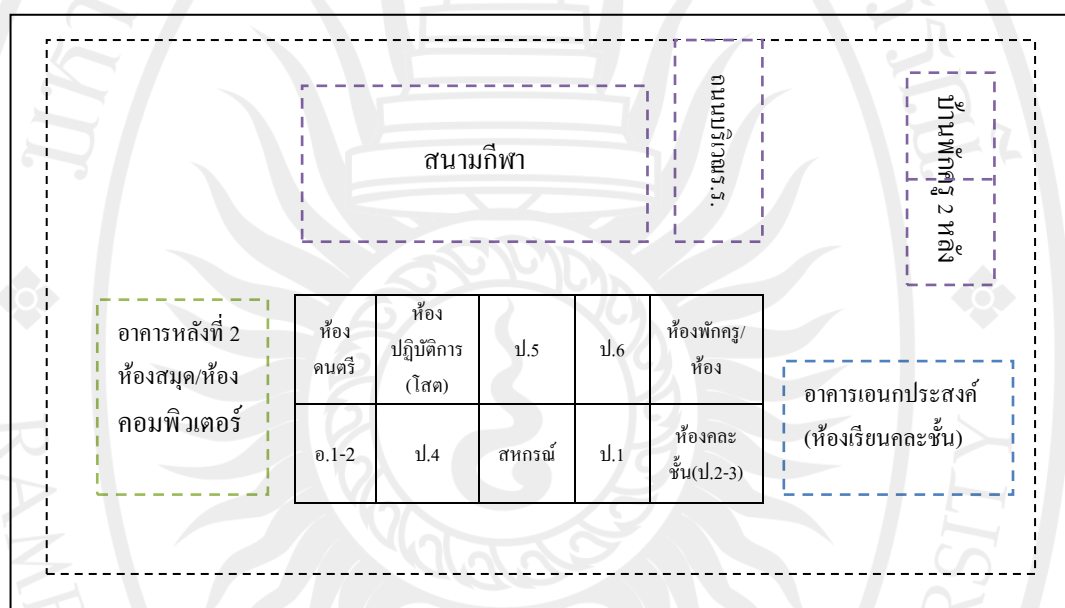 สนามกีฬา
ถนนบริเวณร.ร.
บ้านพักครู 2 หลัง
อาคารหลังที่ 2
ห้องสมุด/ห้อง
คอมพิวเตอร์
ห้อง
ดนตรี
ห้อง
ปฏิบัติการ
(โสต)
ป.5
ป.6
ห้องพักครู/
ห้อง
อ.1-2
ป.4
สหกรณ์
ป.1
ห้องคละ
ชั้น(ป.2-3)
อาคารเอนกประสงค์
(ห้องเรียนคละชั้น)